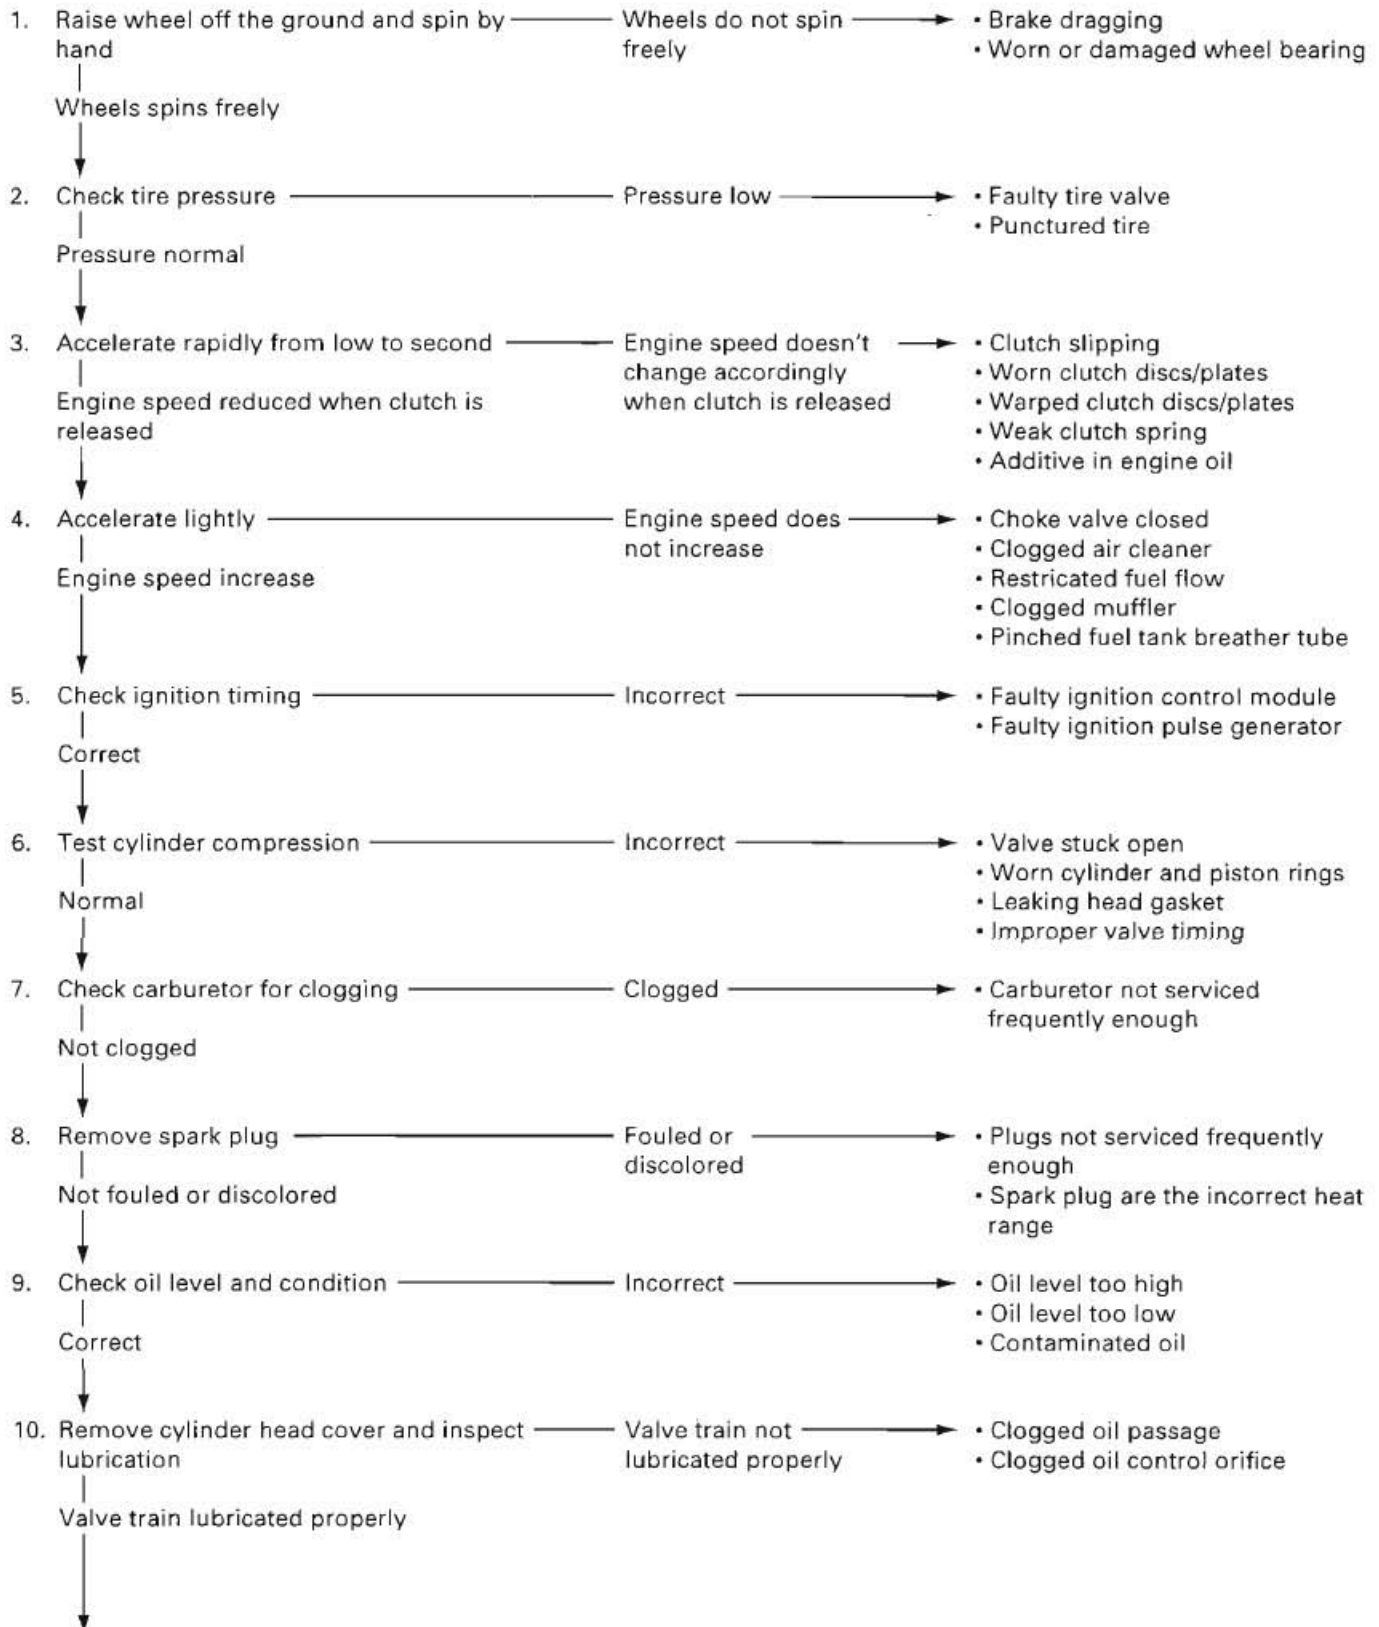 1. Raise wheel off the ground and spin by hand
Wheels do not spin freely
• Brake dragging
• Worn or damaged wheel bearing
Wheels spins freely
2. Check tire pressure
Pressure low
• Faulty tire valve
• Punctured tire
Pressure normal
3. Accelerate rapidly from low to second
Engine speed doesn't
change accordingly
when clutch is released
• Clutch slipping
• Worn clutch discs/plates
• Warped clutch discs/plates
• Weak clutch spring
• Additive in engine oil
Engine speed reduced when clutch is
released
4. Accelerate lightly
Engine speed does
not increase
• Choke valve closed
• Clogged air cleaner
• Restricated fuel flow
• Clogged muffler
• Pinched fuel tank breather tube
Engine speed increase
5. Check ignition timing
Incorrect
• Faulty ignition control module
• Faulty ignition pulse generator
Correct
6. Test cylinder compression
Incorrect
• Valve stuck open
• Worn cylinder and piston rings
• Leaking head gasket
• Improper valve timing
Normal
7. Check carburetor for clogging
Clogged
• Carburetor not serviced
frequently enough
Not clogged
8. Remove spark plug
Fouled or
discolored
• Plugs not serviced frequently
enough
• Spark plug are the incorrect heat
range
Not fouled or discolored
9. Check oil level and condition
Incorrect
• Oil level too high
• Oil level too low
• Contaminated oil
Correct
10. Remove cylinder head cover and inspect
lubrication
Valve train not
lubricated properly
• Clogged oil passage
• Clogged oil control orifice
Valve train lubricated properly